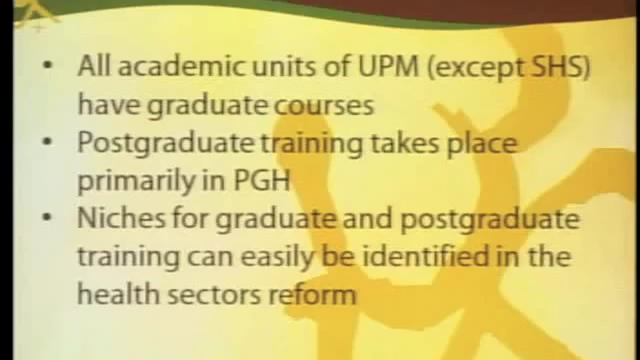 • All academic units of UPM (except SHS)
have graduate courses
• Postgraduate training takes place
primarily in PGH
• Niches for graduate and postgraduate
training can easily be identified in the
health sectors reform